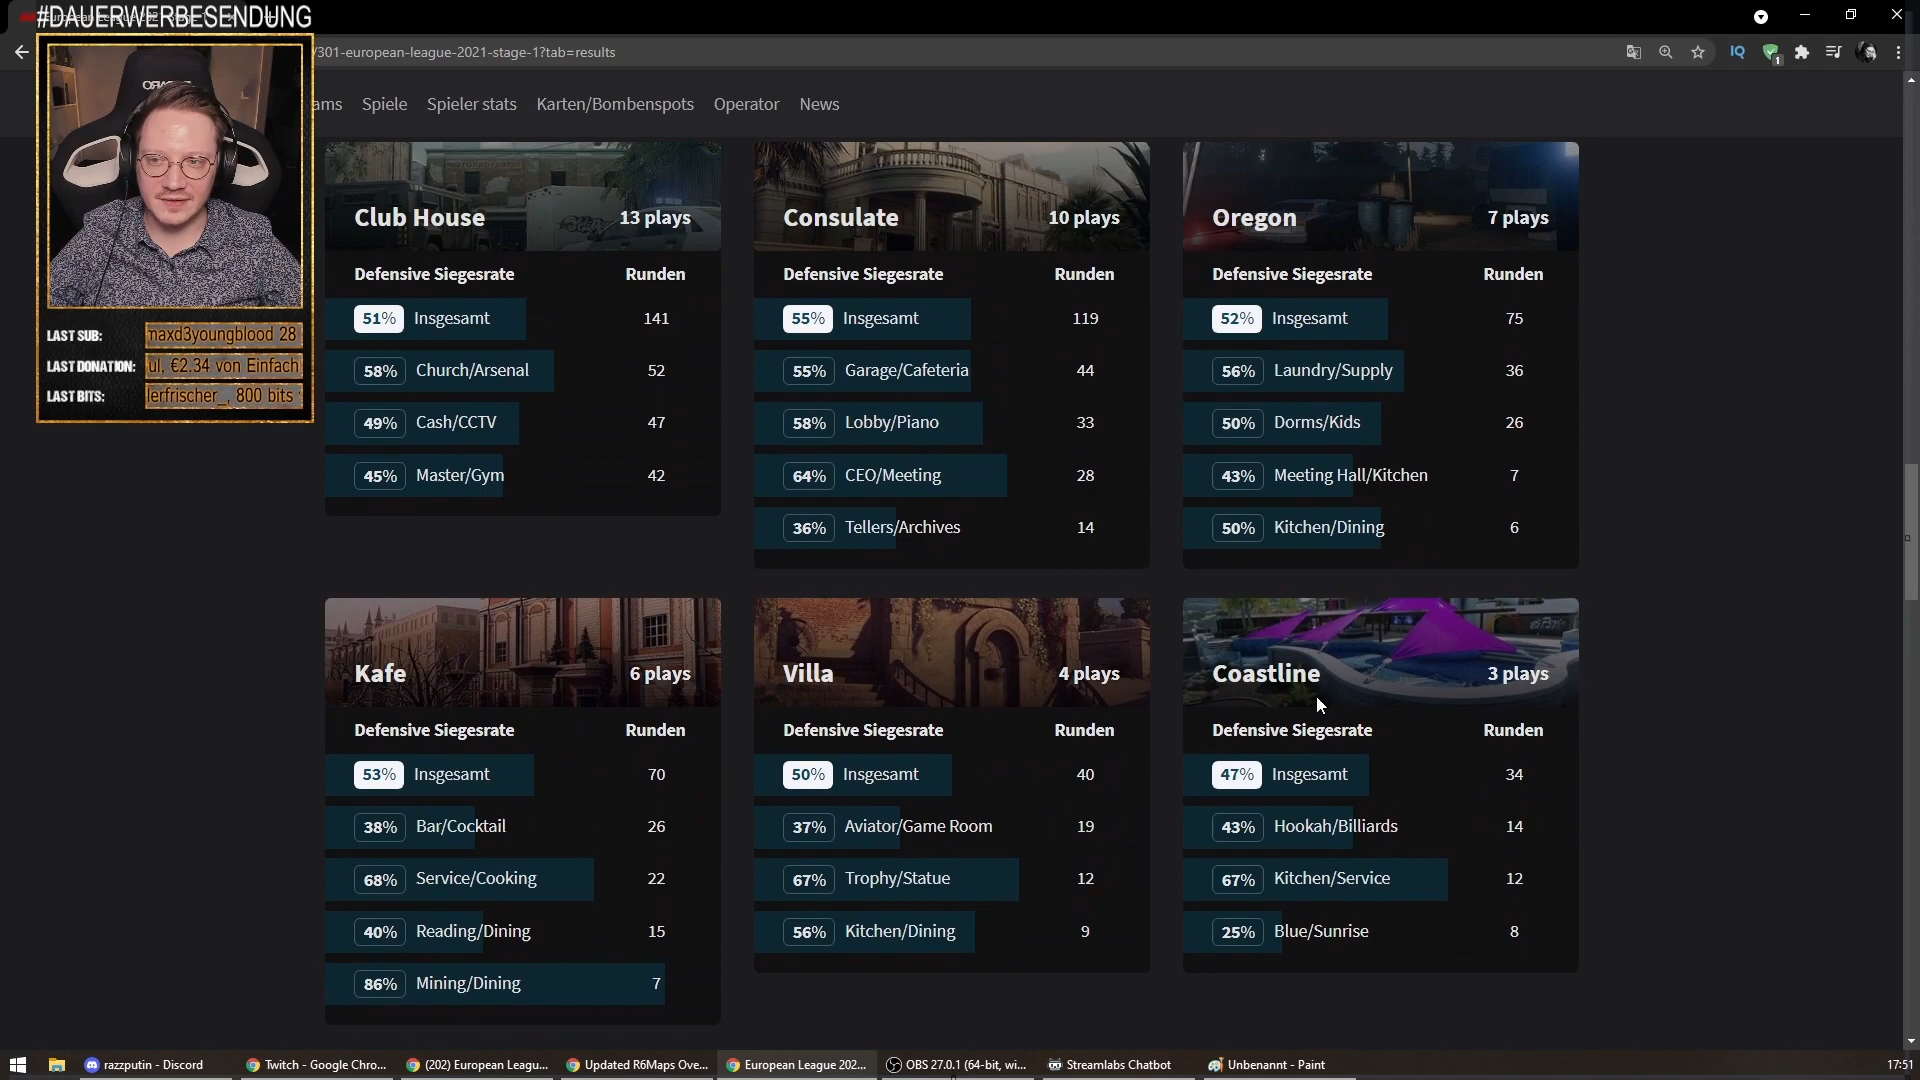 #DAUERWERBESENDUNG
/301-european-league-2021-stage-1?tab=results
1
ams Spiele Spieler stats Karten/Bombenspots Operator News
LAST SUB: maxd3youngblood 28
LAST DONATION: ul, €2.34 von Einfach
LAST BITS: lerfrischer_, 800 bits
Club House 13 plays
Defensive Siegesrate Runden
51% Insgesamt 141
58% Church/Arsenal 52
49% Cash/CCTV 47
45% Master/Gym 42
Consulate 10 plays
Defensive Siegesrate Runden
55% Insgesamt 119
55% Garage/Cafeteria 44
58% Lobby/Piano 33
64% CEO/Meeting 28
36% Tellers/Archives 14
Oregon 7 plays
Defensive Siegesrate Runden
52% Insgesamt 75
56% Laundry/Supply 36
50% Dorms/Kids 26
43% Meeting Hall/Kitchen 7
50% Kitchen/Dining 6
Kafe 6 plays
Defensive Siegesrate Runden
53% Insgesamt 70
38% Bar/Cocktail 26
68% Service/Cooking 22
40% Reading/Dining 15
86% Mining/Dining 7
Villa 4 plays
Defensive Siegesrate Runden
50% Insgesamt 40
37% Aviator/Game Room 19
67% Trophy/Statue 12
56% Kitchen/Dining 9
Coastline 3 plays
Defensive Siegesrate Runden
47% Insgesamt 34
43% Hookah/Billiards 14
67% Kitchen/Service 12
25% Blue/Sunrise 8
razzputin - Discord Twitch - Google Chro... (202) European Leagu... Updated R6Maps Ove... European League 202... OBS 27.0.1 (64-bit, wi... Streamlabs Chatbot Unbenannt - Paint 17:51